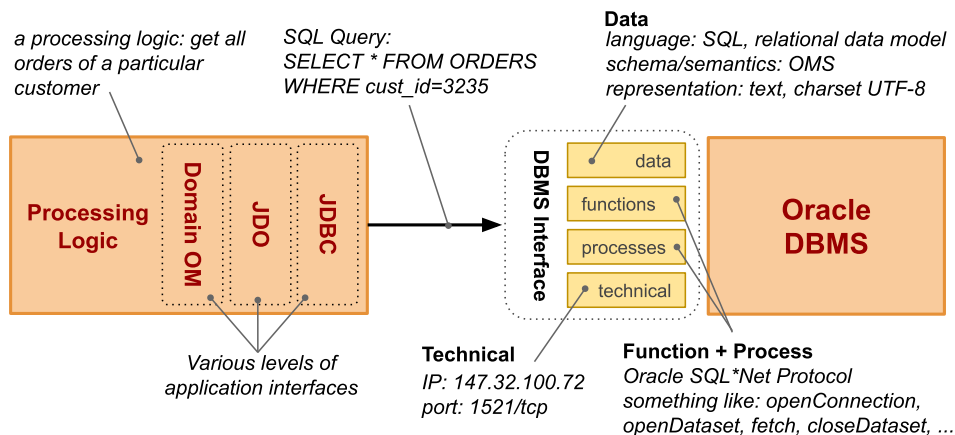 a processing logic: get all
orders of a particular
customer
SQL Query:
SELECT * FROM ORDERS
WHERE cust_id=3235
Data
language: SQL, relational data model
schema/semantics: OMS
representation: text, charset UTF-8
Processing
Logic
Domain OM
JDO
JDBC
DBMS Interface
data
functions
processes
technical
Oracle
DBMS
Various levels of
application interfaces
Technical
IP: 147.32.100.72
port: 1521/tcp
Function + Process
Oracle SQL*Net Protocol
something like: openConnection,
openDataset, fetch, closeDataset, ...